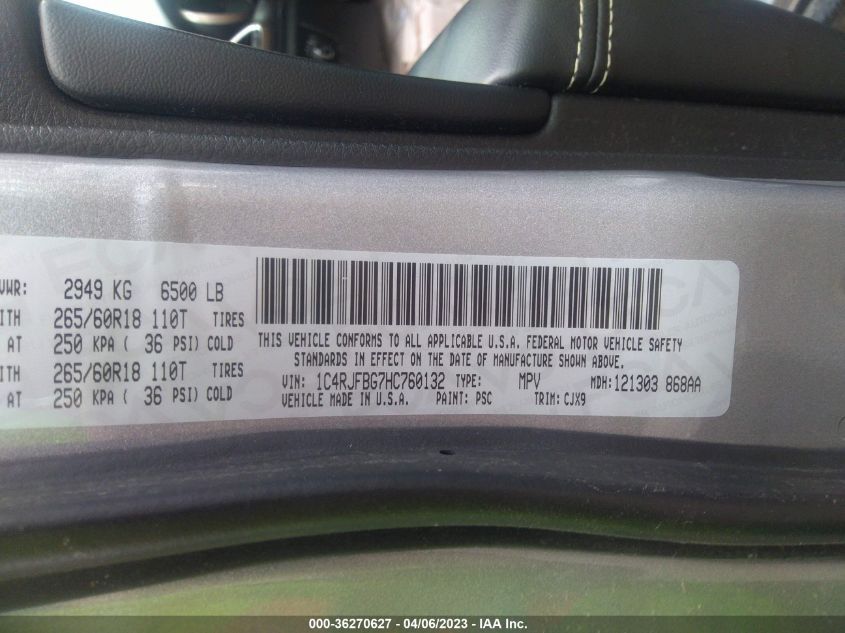 VWR: 2949 KG 6500 LB
ITH 265/60R18 110T TIRES
AT 250 KPA ( 36 PSI) COLD
ITH 265/60R18 110T TIRES
AT 250 KPA ( 36 PSI) COLD
THIS VEHICLE CONFORMS TO ALL APPLICABLE U.S.A. FEDERAL MOTOR VEHICLE SAFETY
STANDARDS IN EFFECT ON THE DATE OF MANUFACTURE SHOWN ABOVE.
VIN: 1C4RJFBG7HC760132 TYPE: MPV MDH: 121303 868AA
VEHICLE MADE IN U.S.A. PAINT: PSC TRIM: CJX9
000-36270627 - 04/06/2023 - IAA Inc.